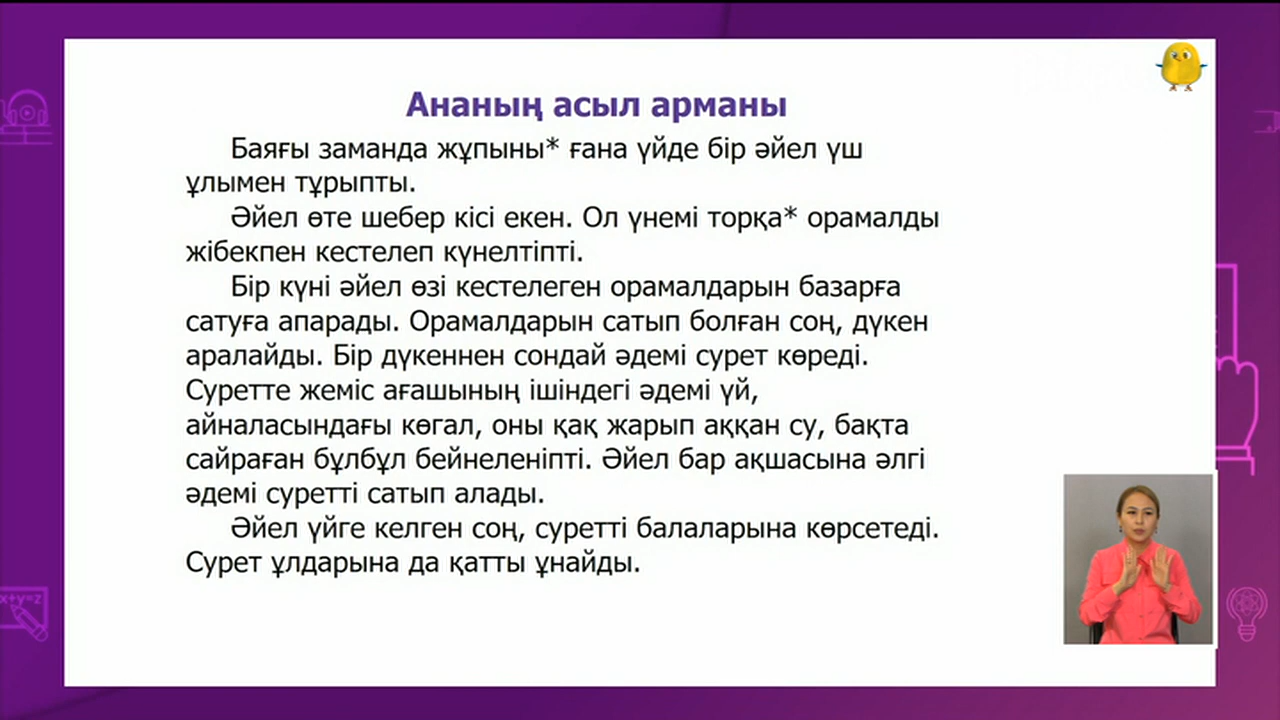 Ананың асыл арманы
Баяғы заманда жұпыны* ғана үйде бір әйел үш
ұлымен тұрыпты.
Әйел өте шебер кісі екен. Ол үнемі торқа* орамалды
жібекпен кестелеп күнелтіпті.
Бір күні әйел өзі кестелеген орамалдарын базарға
сатуға апарады. Орамалдарын сатып болған соң, дүкен
аралайды. Бір дүкеннен сондай әдемі сурет көреді.
Суретте жеміс ағашының ішіндегі әдемі үй,
айналасындағы көгал, оны қақ жарып аққан су, бақта
сайраған бұлбұл бейнеленіпті. Әйел бар ақшасына әлгі
әдемі суретті сатып алады.
Әйел үйге келген соң, суретті балаларына көрсетеді.
Сурет ұлдарына да қатты ұнайды.
x+y=z